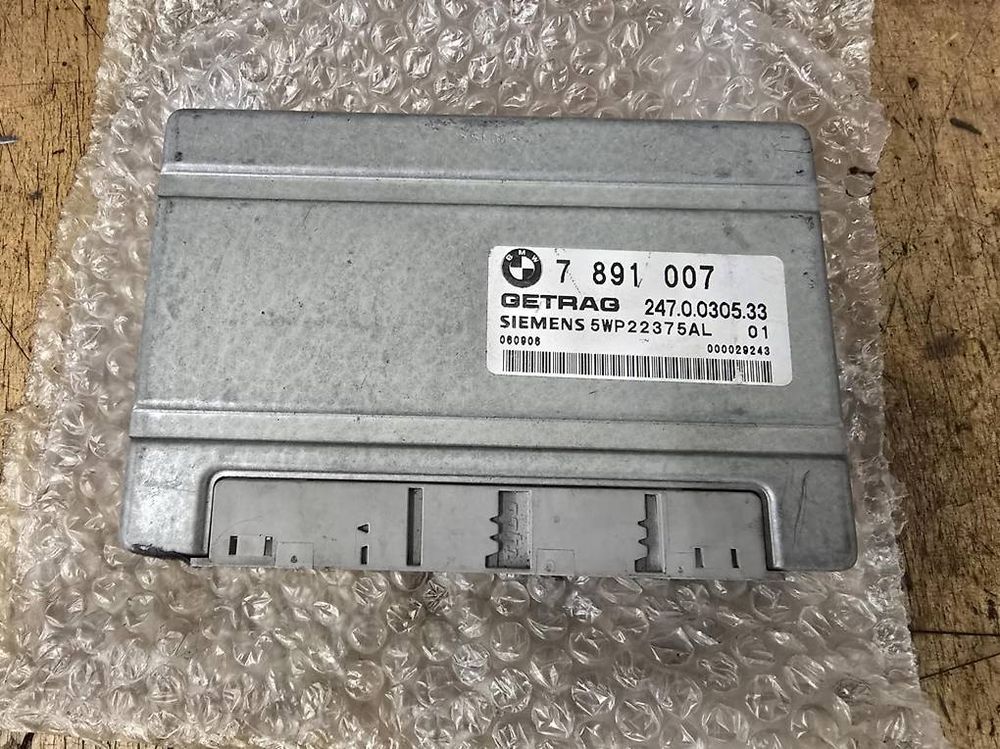 BMW 7 891 007
GETRAG 247.0.0305.33
SIEMENS 5WP22375AL 01
060906 000029243